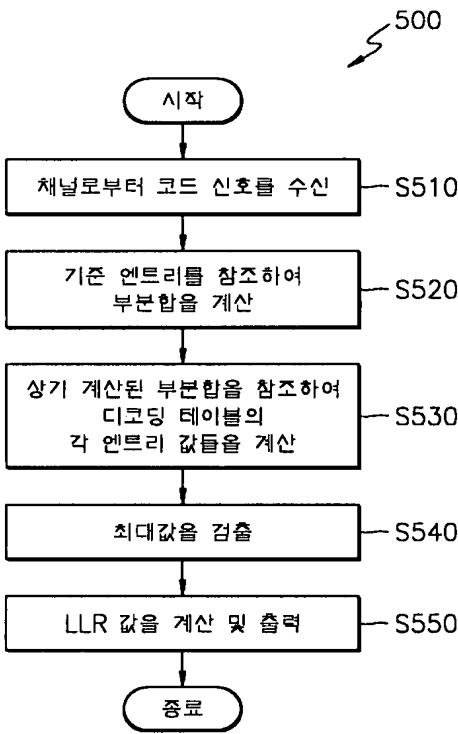 500
시작
채널로부터 코드 신호를 수신
S510
기준 엔트리를 참조하여
부분합을 계산
S520
상기 계산된 부분합을 참조하여
디코딩 테이블의
각 엔트리 값들을 계산
S530
최대값을 검출
S540
LLR 값을 계산 및 출력
S550
종료